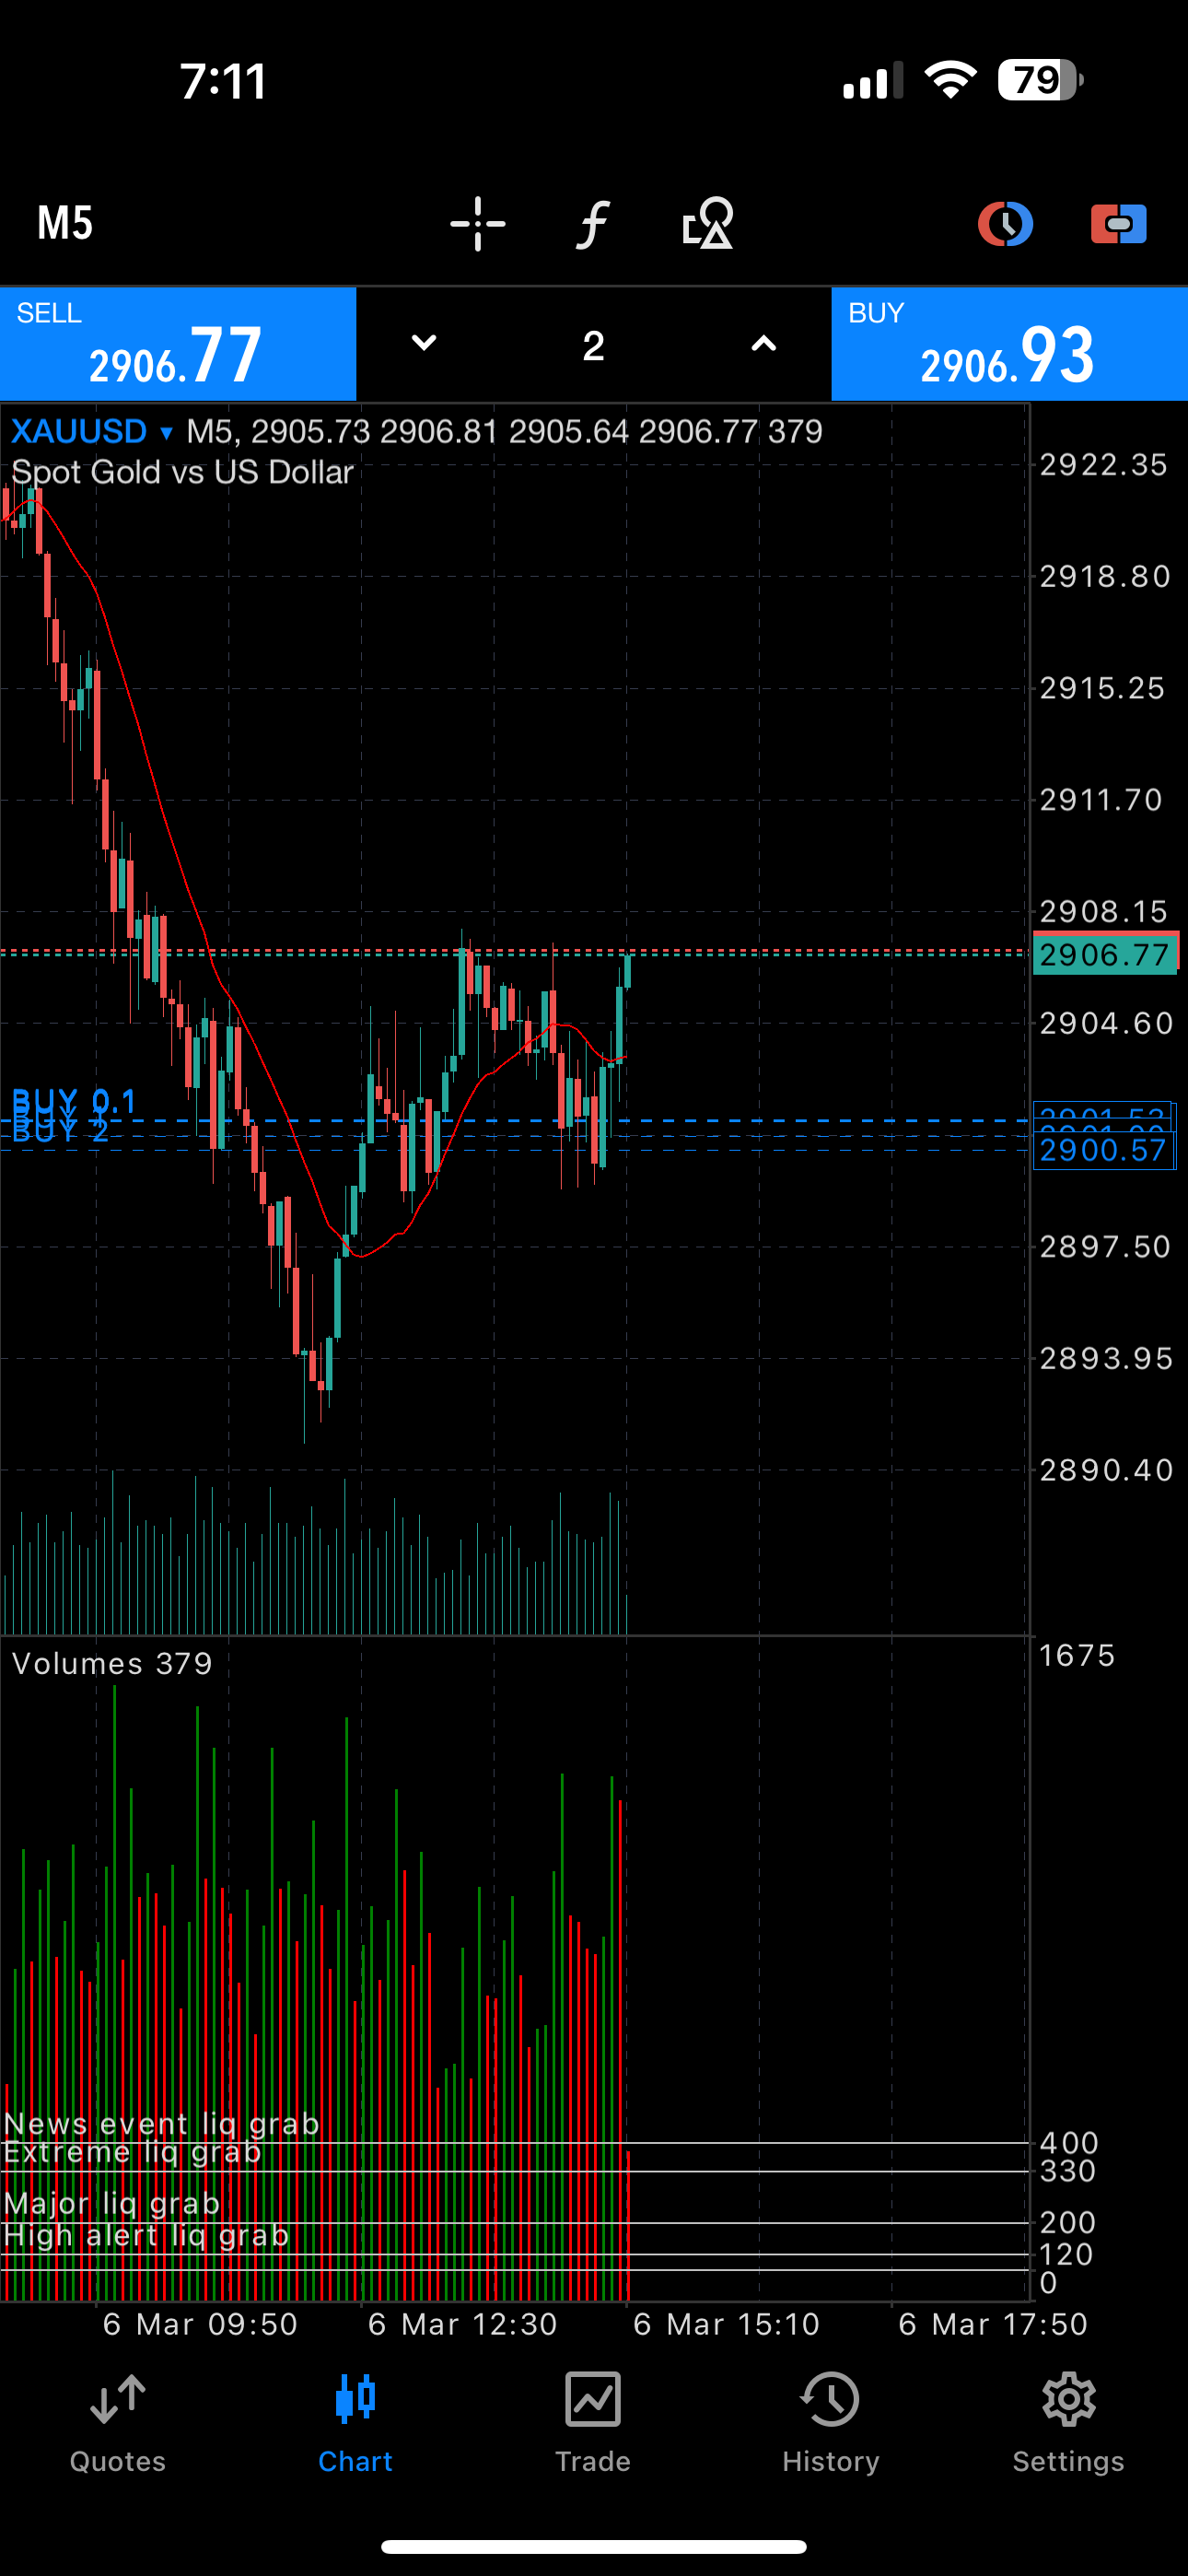 7:11
79
M5
SELL
2906.77
2
BUY
2906.93
XAUUSD M5, 2905.73 2906.81 2905.64 2906.77 379
Spot Gold vs US Dollar
2922.35
2918.80
2915.25
2911.70
2908.15
2906.77
2904.60
BUY 0.1
BUY 1
BUY 2
2901.53
2900.57
2897.50
2893.95
2890.40
Volumes 379
1675
News event liq grab
400
Extreme liq grab
330
Major liq grab
200
High alert liq grab
120
0
6 Mar 09:50
6 Mar 12:30
6 Mar 15:10
6 Mar 17:50
Quotes
Chart
Trade
History
Settings